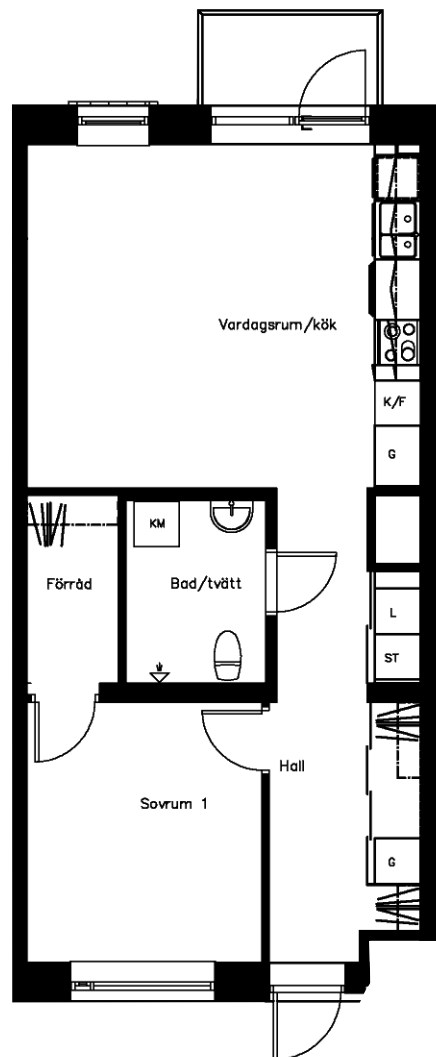 Vardagsrum/kök
K/F
G
KM
Förråd
Bad/tvätt
L
ST
Hall
Sovrum 1
G